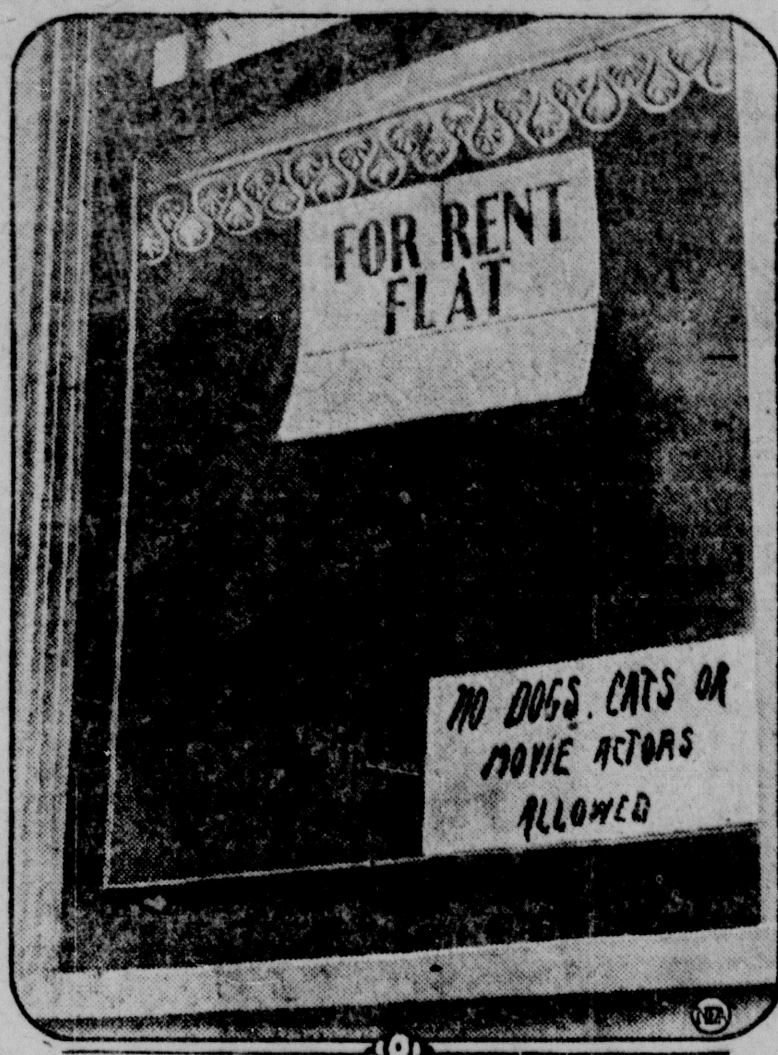 FOR RENT
FLAT
NO DOGS. CATS OR
MOVIE ACTORS
ALLOWED
NEA